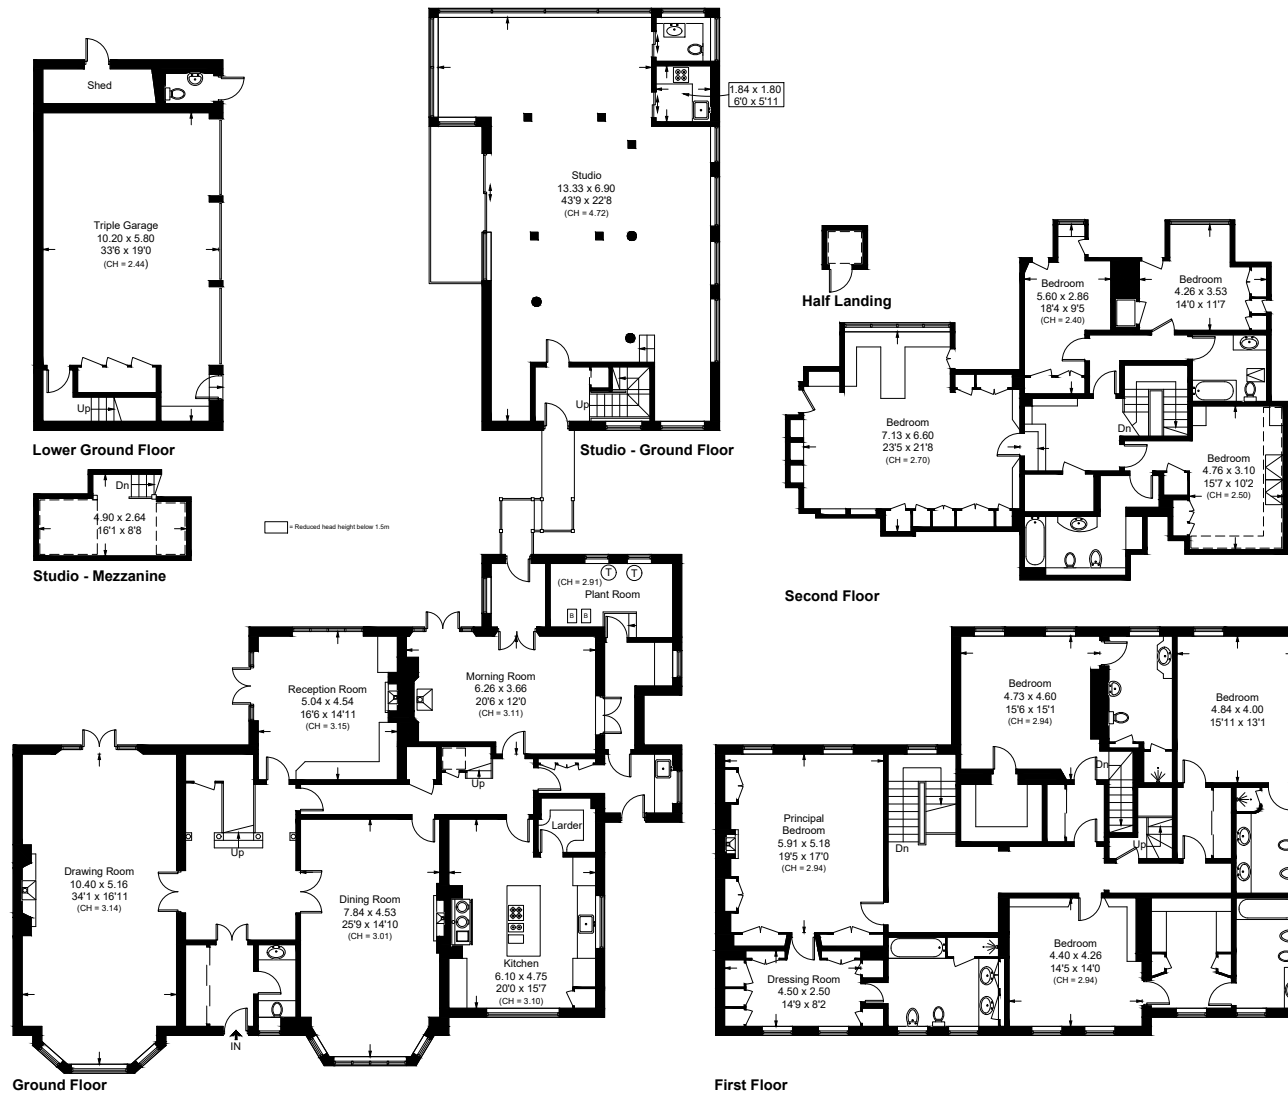 Shed
Triple Garage
10.20 x 5.80
33'6 x 19'0
(CH = 2.44)
Up
Lower Ground Floor
1.84 x 1.80
6'0 x 5'11
Studio
13.33 x 6.90
43'9 x 22'8
(CH = 4.72)
Up
Studio - Ground Floor
Dn
4.90 x 2.64
16'1 x 8'8
Studio - Mezzanine
= Reduced head height below 1.5m
Half Landing
Bedroom
5.60 x 2.86
18'4 x 9'5
(CH = 2.40)
Bedroom
4.26 x 3.53
14'0 x 11'7
Bedroom
7.13 x 6.60
23'5 x 21'8
(CH = 2.70)
Dn
Bedroom
4.76 x 3.10
15'7 x 10'2
(CH = 2.50)
Second Floor
(CH = 2.91)
T
T
Plant Room
B
B
Reception Room
5.04 x 4.54
16'6 x 14'11
(CH = 3.15)
Morning Room
6.26 x 3.66
20'6 x 12'0
(CH = 3.11)
Up
Larder
Up
Drawing Room
10.40 x 5.16
34'1 x 16'11
(CH = 3.14)
Dining Room
7.84 x 4.53
25'9 x 14'10
(CH = 3.01)
Kitchen
6.10 x 4.75
20'0 x 15'7
(CH = 3.10)
IN
Ground Floor
Bedroom
4.73 x 4.60
15'6 x 15'1
(CH = 2.94)
Bedroom
4.84 x 4.00
15'11 x 13'1
Dn
Principal
Bedroom
5.91 x 5.18
19'5 x 17'0
(CH = 2.94)
Dn
Up
Bedroom
4.40 x 4.26
14'5 x 14'0
(CH = 2.94)
Dressing Room
4.50 x 2.50
14'9 x 8'2
First Floor